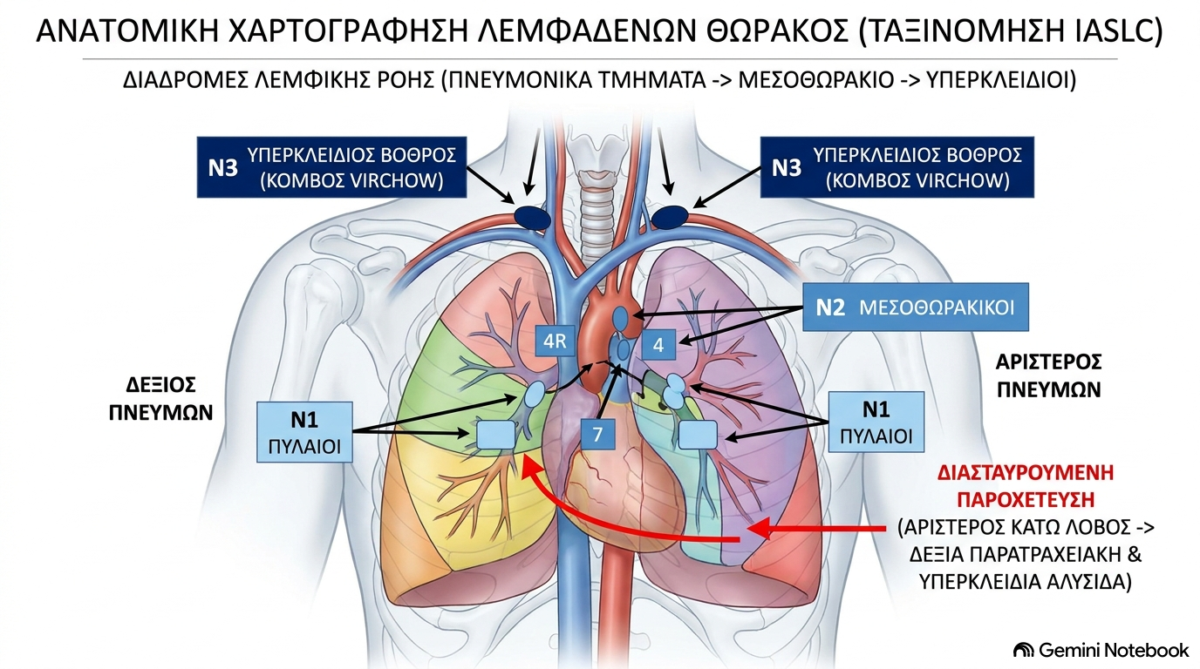 ΑΝΑΤΟΜΙΚΗ ΧΑΡΤΟΓΡΑΦΗΣΗ ΛΕΜΦΑΔΕΝΩΝ ΘΩΡΑΚΟΣ (ΤΑΞΙΝΟΜΗΣΗ IASLC)
ΔΙΑΔΡΟΜΕΣ ΛΕΜΦΙΚΗΣ ΡΟΗΣ (ΠΝΕΥΜΟΝΙΚΑ ΤΜΗΜΑΤΑ -> ΜΕΣΟΘΩΡΑΚΙΟ -> ΥΠΕΡΚΛΕΙΔΙΟΙ)
N3 ΥΠΕΡΚΛΕΙΔΙΟΣ ΒΟΘΡΟΣ
(ΚΟΜΒΟΣ VIRCHOW)
N3 ΥΠΕΡΚΛΕΙΔΙΟΣ ΒΟΘΡΟΣ
(ΚΟΜΒΟΣ VIRCHOW)
N2 ΜΕΣΟΘΩΡΑΚΙΚΟΙ
4R
4
ΔΕΞΙΟΣ
ΠΝΕΥΜΩΝ
ΑΡΙΣΤΕΡΟΣ
ΠΝΕΥΜΩΝ
N1
ΠΥΛΑΙΟΙ
7
N1
ΠΥΛΑΙΟΙ
ΔΙΑΣΤΑΥΡΟΥΜΕΝΗ
ΠΑΡΟΧΕΤΕΥΣΗ
(ΑΡΙΣΤΕΡΟΣ ΚΑΤΩ ΛΟΒΟΣ ->
ΔΕΞΙΑ ΠΑΡΑΤΡΑΧΕΙΑΚΗ &
ΥΠΕΡΚΛΕΙΔΙΑ ΑΛΥΣΙΔΑ)
Gemini Notebook